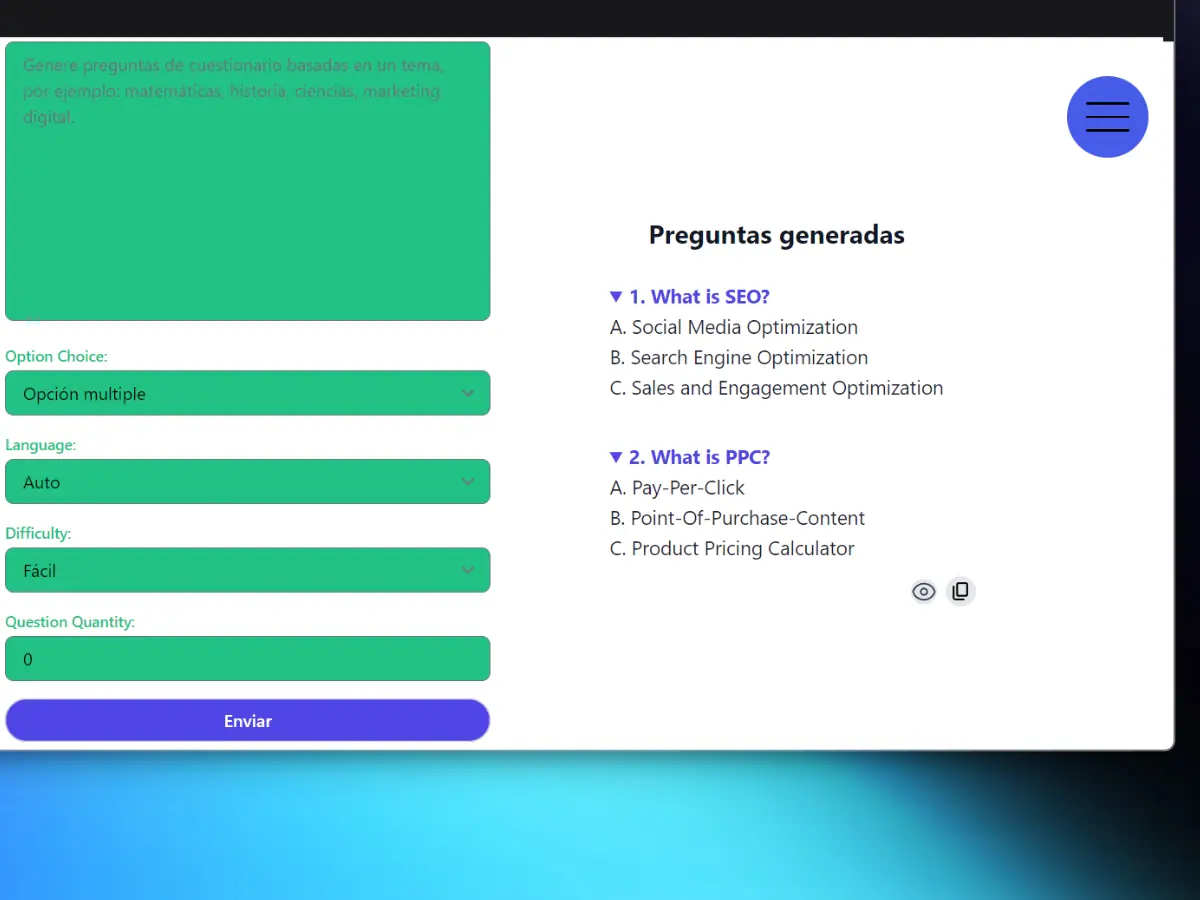 Genere preguntas de cuestionario basadas en un tema,
por ejemplo: matemáticas, historia, ciencias, marketing
digital.
Option Choice:
Opción multiple
Language:
Auto
Difficulty:
Fácil
Question Quantity:
0
Enviar
Preguntas generadas
1. What is SEO?
A. Social Media Optimization
B. Search Engine Optimization
C. Sales and Engagement Optimization
2. What is PPC?
A. Pay-Per-Click
B. Point-Of-Purchase-Content
C. Product Pricing Calculator